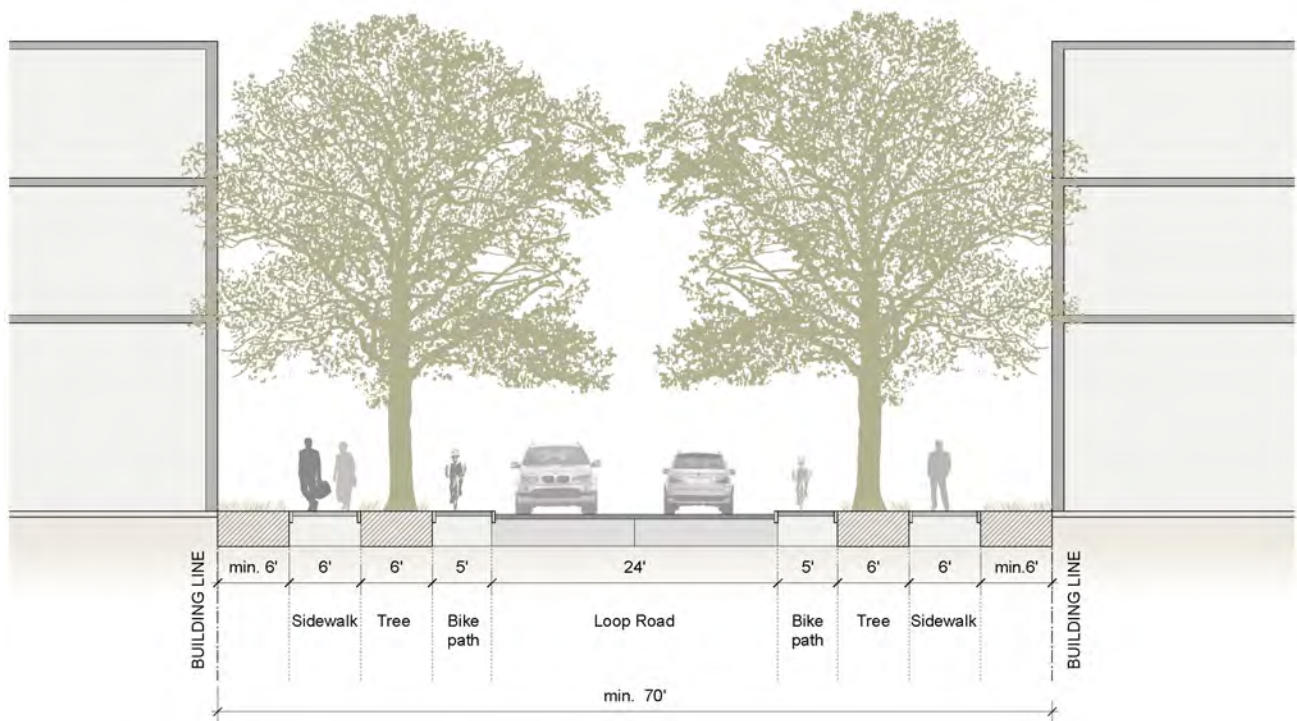 min. 6' 6' 6' 5' 24' 5' 6' 6' min.6'
BUILDING LINE
Sidewalk Tree Bike path Loop Road Bike path Tree Sidewalk
BUILDING LINE
min. 70'